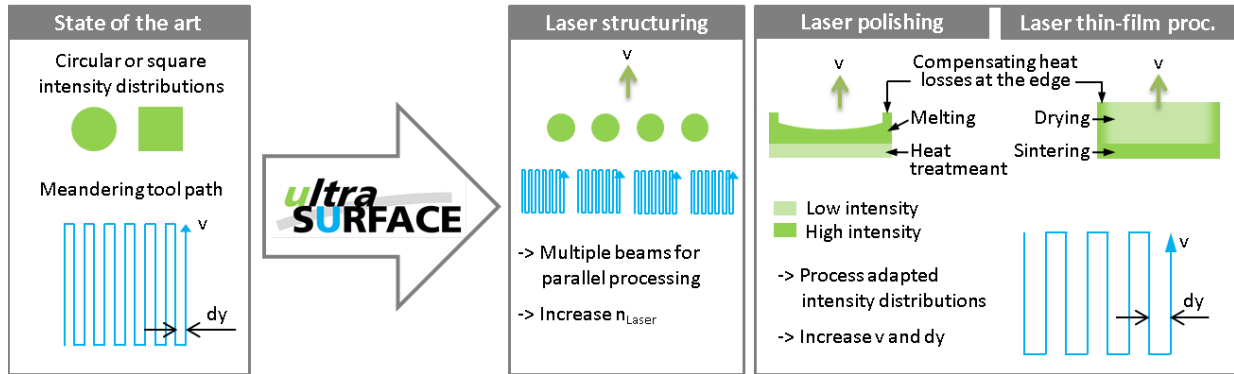 State of the art
Circular or square
intensity distributions
Meandering tool path
v
dy
ultra
SURFACE
Laser structuring
v
-> Multiple beams for
parallel processing
-> Increase nLaser
Laser polishing
Laser thin-film proc.
v
Compensating heat
losses at the edge
v
Melting
Heat
treatmeant
Drying
Sintering
Low intensity
High intensity
-> Process adapted
intensity distributions
-> Increase v and dy
v
dy